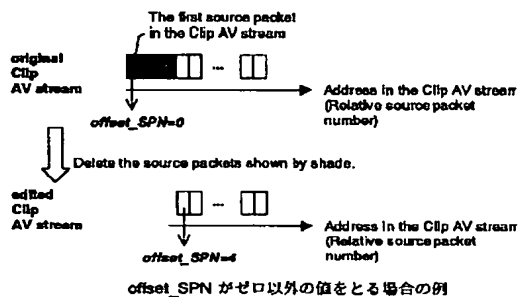 The first source packet
in the Clip AV stream
original
Clip
AV stream
...
Address in the Clip AV stream
(Relative source packet
number)
offset_SPN=0
Delete the source packets shown by shade.
edited
Clip
AV stream
...
Address in the Clip AV stream
(Relative source packet
number)
offset_SPN=4
offset_SPN がゼロ以外の値をとる場合の例